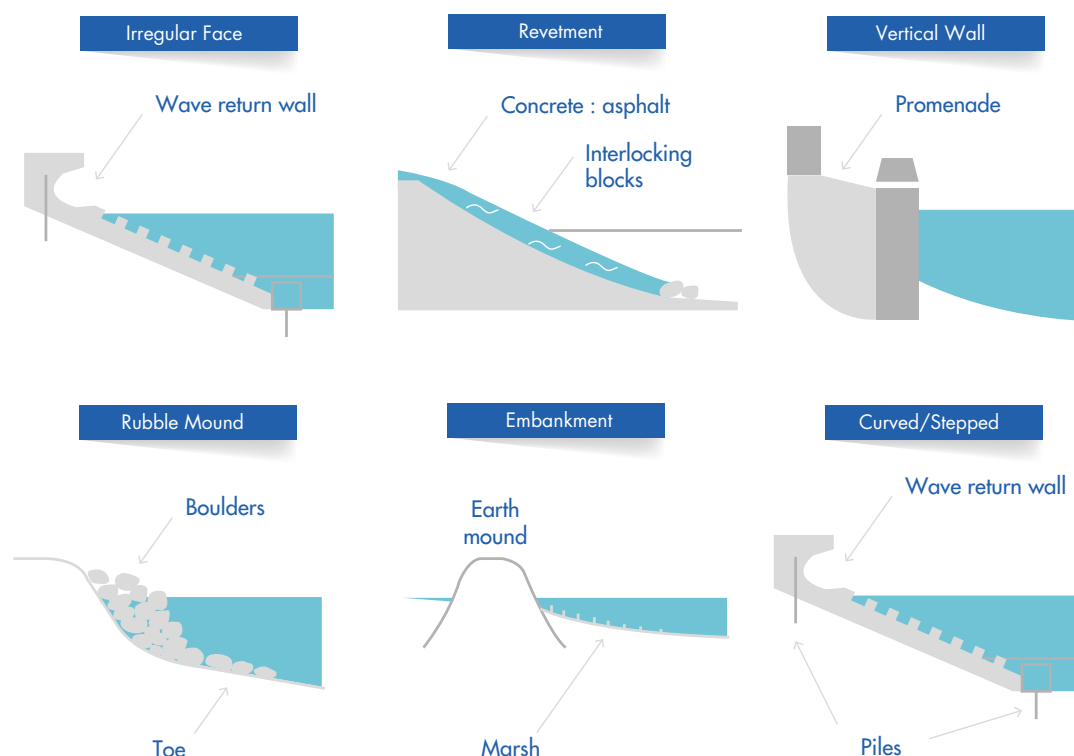 Irregular Face
Revetment
Vertical Wall
Wave return wall
Concrete : asphalt
Promenade
Interlocking
blocks
Rubble Mound
Embankment
Curved/Stepped
Boulders
Earth
mound
Wave return wall
Toe
Marsh
Piles